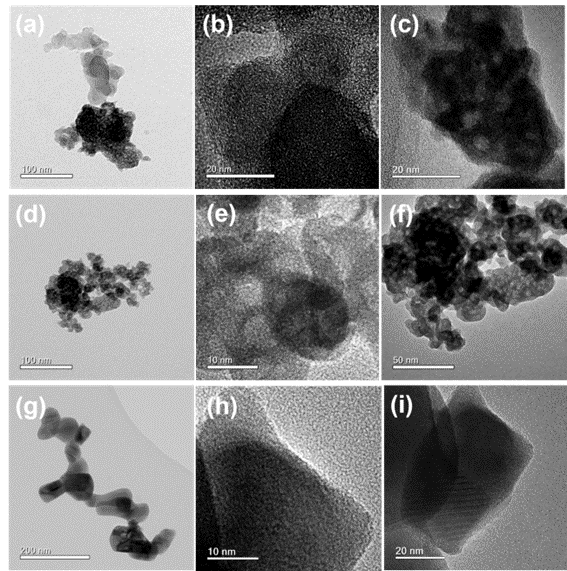 (a) (b) (c)
100 nm 20 nm 20 nm
(d) (e) (f)
100 nm 10 nm 50 nm
(g) (h) (i)
200 nm 10 nm 20 nm